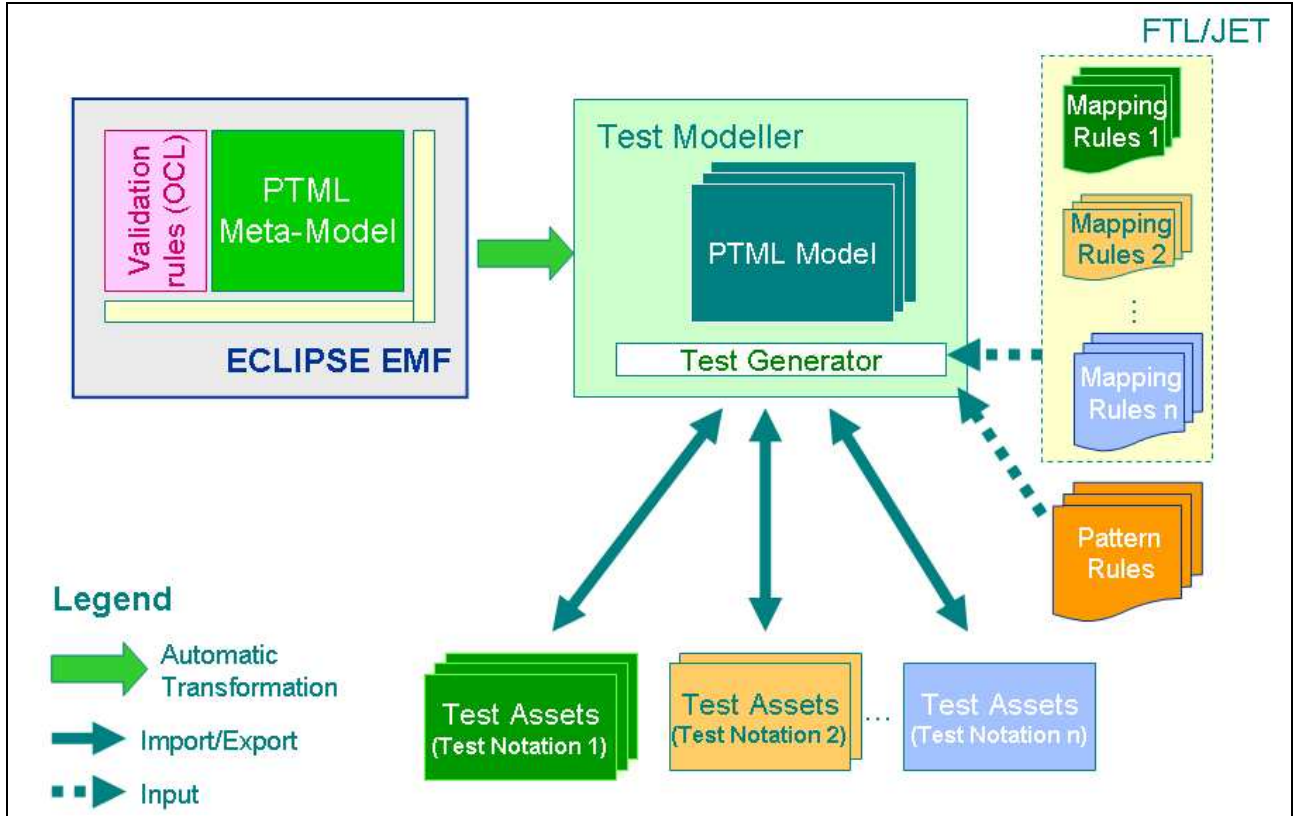 FTL/JET
Mapping
Rules 1
Mapping
Rules 2
⋮
Mapping
Rules n
Pattern
Rules
Validation
rules (OCL)
PTML
Meta-Model
ECLIPSE EMF
Test Modeller
PTML Model
Test Generator
Legend
Automatic
Transformation
Import/Export
Input
Test Assets
(Test Notation 1)
Test Assets
(Test Notation 2)
...
Test Assets
(Test Notation n)